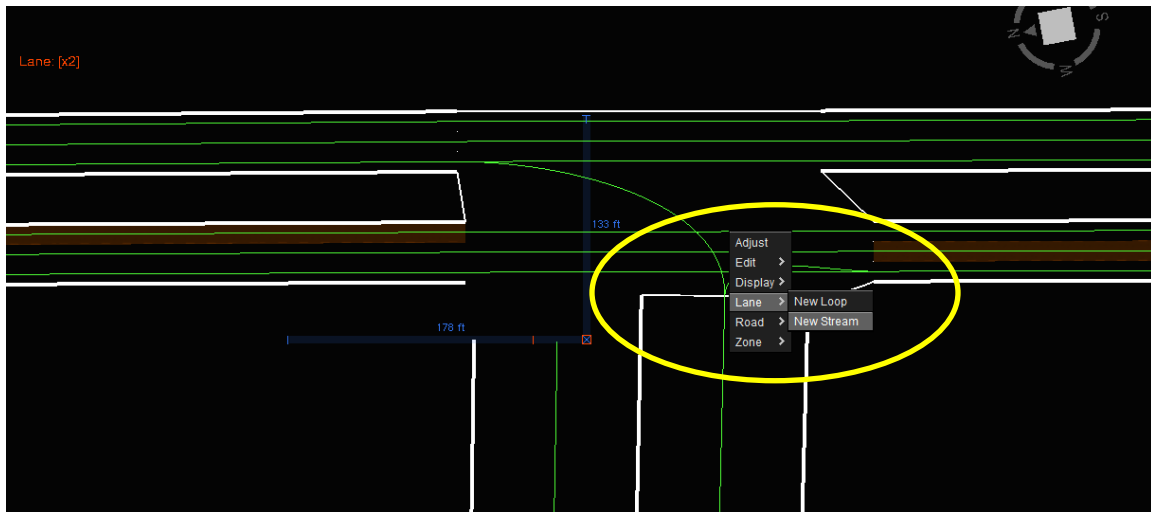 Lane: [x2]
N
S
W
133 ft
Adjust
Edit
Display
Lane
New Loop
Road
New Stream
Zone
178 ft